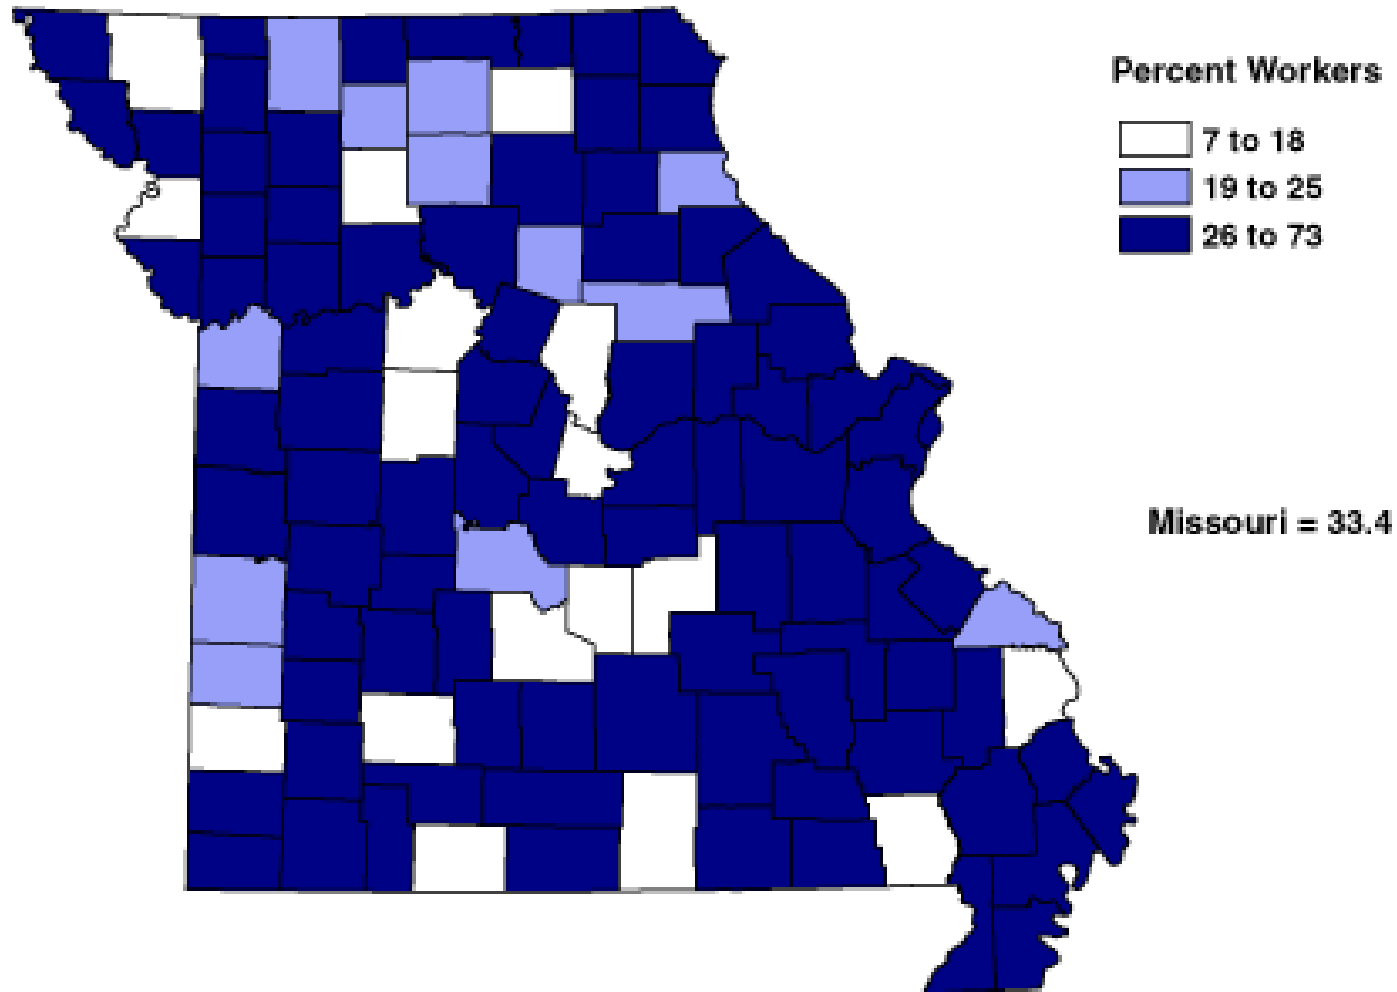 Percent Workers
7 to 18
19 to 25
26 to 73
Missouri = 33.4